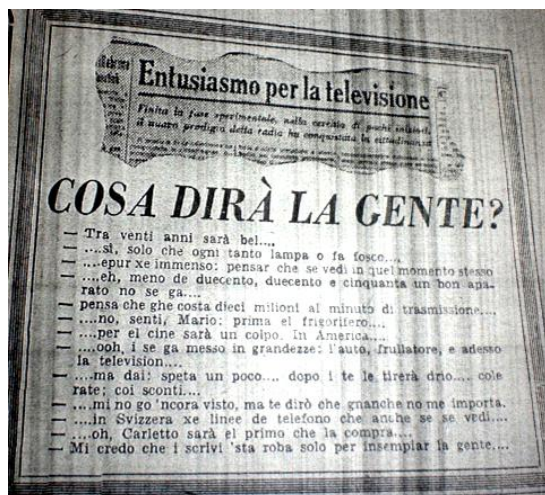 Entusiasmo per la televisione
Finita la fase sperimentale, nella cerchia di pochi iniziati,
il nuovo prodigio della radio ha conquistata la cittadinanza
COSA DIRÀ LA GENTE?
— Tra venti anni sarà bel....
— ....sì, solo che ogni tanto lampa o fa fosco....
— ....epur xe immenso: pensar che se vedi in quel momento stesso
— ....eh, meno de duecento, duecento e cinquanta un bon apa-
rato no se ga....
— pensa che ghe costa dieci milioni al minuto di trasmissione....
— ....no, senti, Mario: prima el frigorifero....
— ....per el cine sarà un colpo. In America....
— ....ooh, i se ga messo in grandezze: l'auto, frullatore, e adesso
la television....
— ....ma dai: speta un poco.... dopo i te le tirerà drio.... cole
rate; coi sconti....
— ....mi no go 'ncora visto, ma te dirò che gnanche no me importa.
— ....in Svizzera xe linee de telefono che anche se se vedi....
— ....oh, Carletto sarà el primo che la compra....
— Mi credo che i scrivi 'sta roba solo per insempiar la gente....